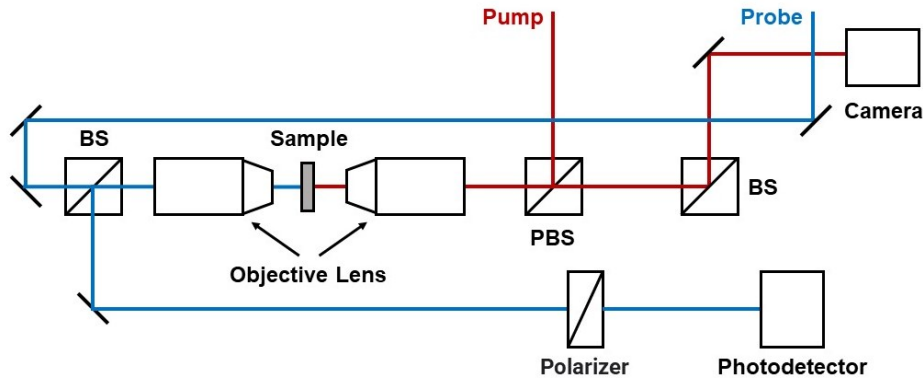 Pump
Probe
Camera
BS
Sample
BS
PBS
Objective Lens
Polarizer
Photodetector